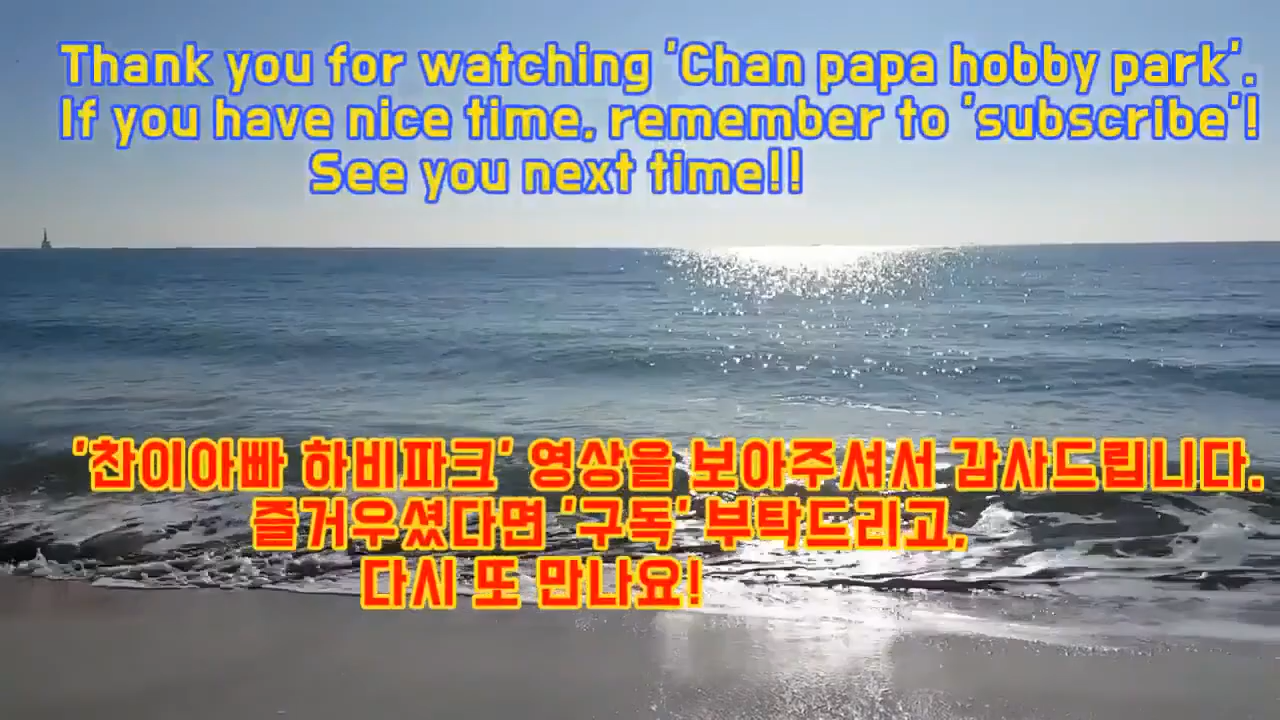 Thank you for watching 'Chan papa hobby park'.
If you have nice time, remember to 'subscribe'!
See you next time!!
'찬이아빠 하비파크' 영상을 보아주셔서 감사드립니다.
즐거우셨다면 '구독' 부탁드리고,
다시 또 만나요!